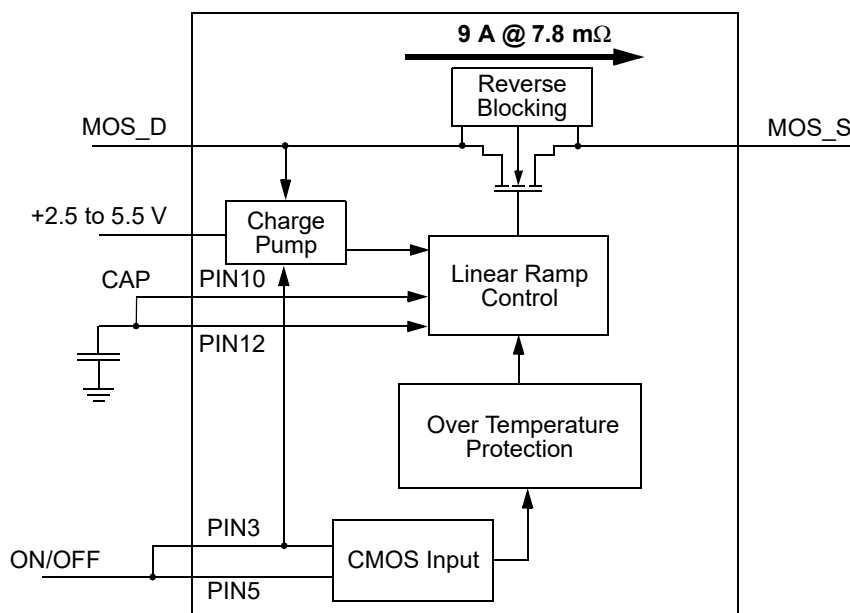 9 A @ 7.8 mΩ
Reverse
Blocking
MOS_D
MOS_S
+2.5 to 5.5 V
Charge
Pump
CAP
PIN10
Linear Ramp
Control
PIN12
Over Temperature
Protection
PIN3
ON/OFF
CMOS Input
PIN5